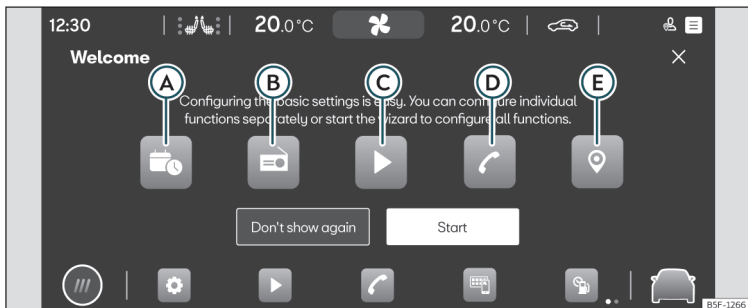 12:30
20.0°C
20.0°C
Welcome
A
B
C
D
E
Configuring the basic settings is easy. You can configure individual
functions separately or start the wizard to configure all functions.
Don't show again
Start
B5F-1266